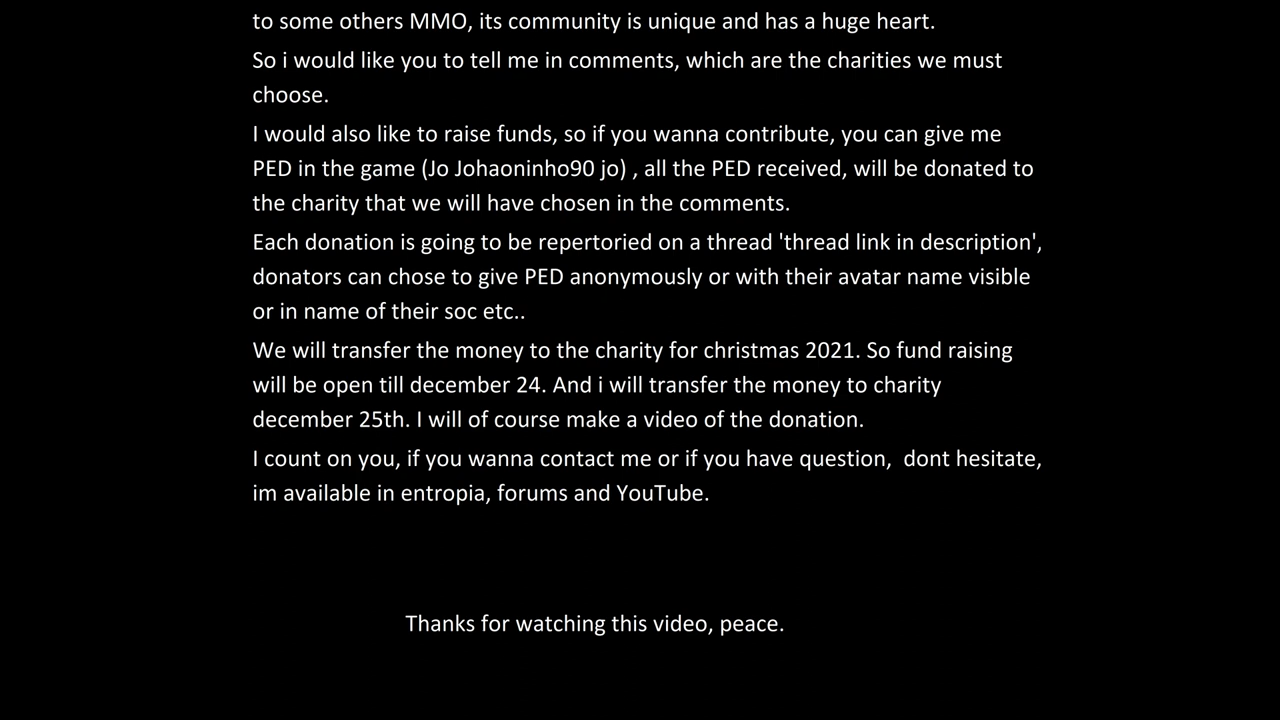 to some others MMO, its community is unique and has a huge heart.
So i would like you to tell me in comments, which are the charities we must
choose.
I would also like to raise funds, so if you wanna contribute, you can give me
PED in the game (Jo Johaoninho90 jo) , all the PED received, will be donated to
the charity that we will have chosen in the comments.
Each donation is going to be repertoried on a thread 'thread link in description',
donators can chose to give PED anonymously or with their avatar name visible
or in name of their soc etc..
We will transfer the money to the charity for christmas 2021. So fund raising
will be open till december 24. And i will transfer the money to charity
december 25th. I will of course make a video of the donation.
I count on you, if you wanna contact me or if you have question,  dont hesitate,
im available in entropia, forums and YouTube.
Thanks for watching this video, peace.